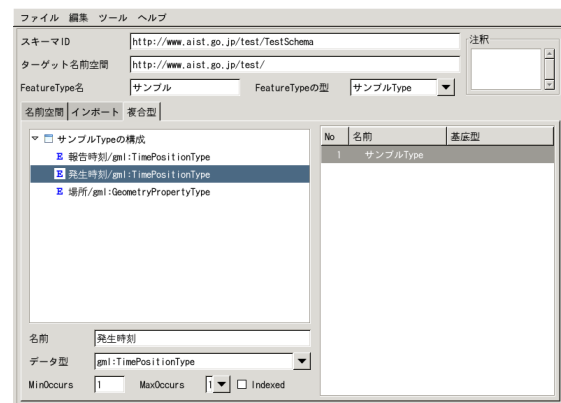 ファイル 編集 ツール ヘルプ
スキーマID http://www.aist.go.jp/test/TestSchema 注釈
ターゲット名前空間 http://www.aist.go.jp/test/
FeatureType名 サンプル FeatureTypeの型 サンプルType
名前空間 インポート 複合型
サンプルTypeの構成
E 報告時刻/gml:TimePositionType
E 発生時刻/gml:TimePositionType
E 場所/gml:GeometryPropertyType
No 名前 基底型
1 サンプルType
名前 発生時刻
データ型 gml:TimePositionType
MinOccurs 1 MaxOccurs 1 Indexed